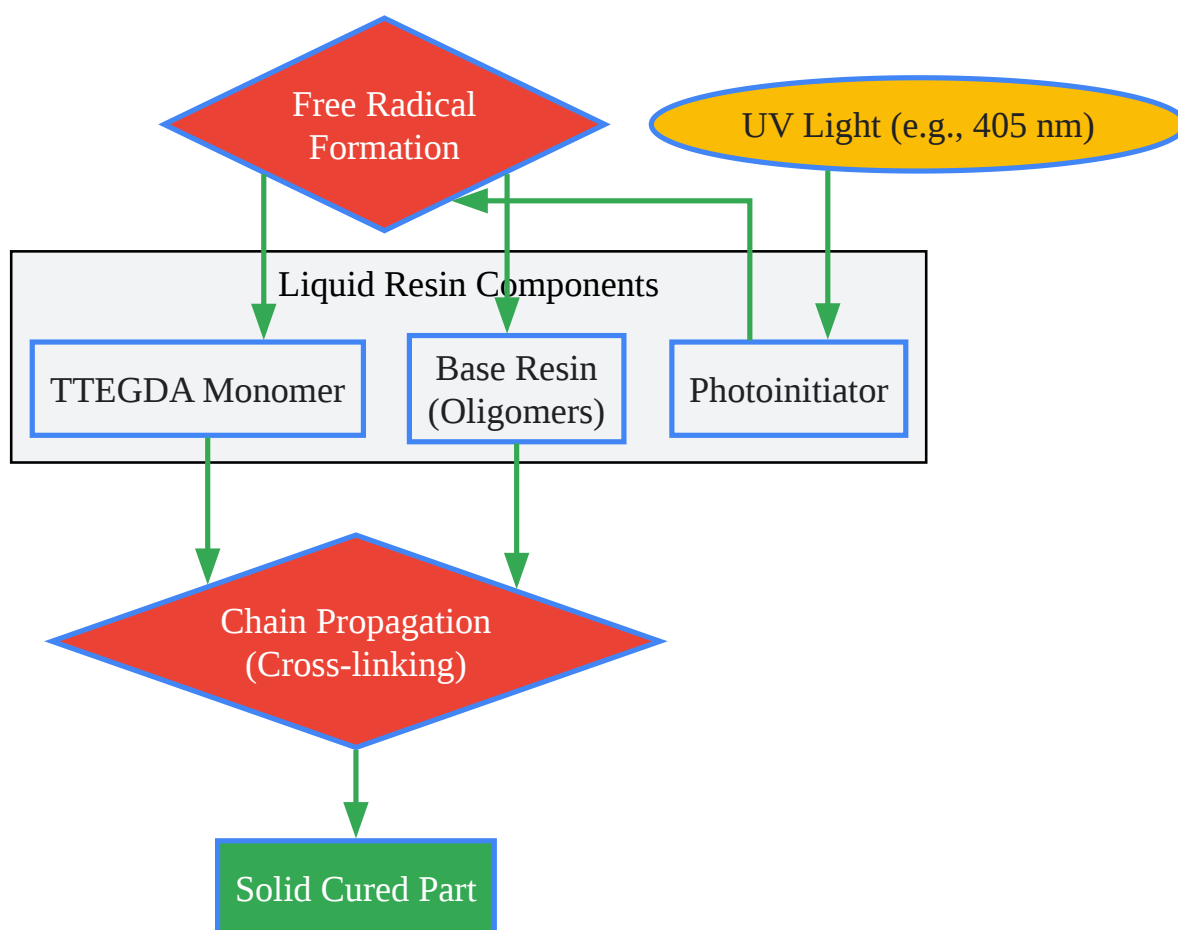 Free Radical
Formation
UV Light (e.g., 405 nm)
Liquid Resin Components
TTEGDA Monomer
Base Resin
(Oligomers)
Photoinitiator
Chain Propagation
(Cross-linking)
Solid Cured Part